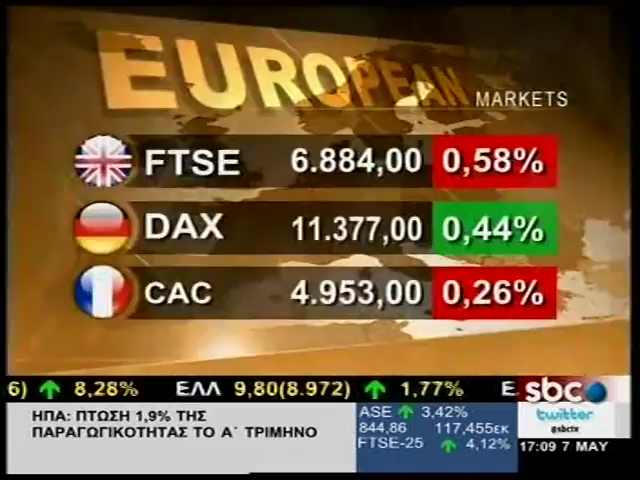 EUROPEAN
MARKETS
FTSE 6.884,00 0,58%
DAX 11.377,00 0,44%
CAC 4.953,00 0,26%
6) 8,28% ΕΛΛ 9,80(8.972) 1,77% Ε
sbc
ΗΠΑ: ΠΤΩΣΗ 1,9% ΤΗΣ
ΠΑΡΑΓΩΓΙΚΟΤΗΤΑΣ ΤΟ Α΄ ΤΡΙΜΗΝΟ
ASE 3,42%
844,86 117,455εκ
FTSE-25 4,12%
twitter
@sbctv
17:09 7 MAY